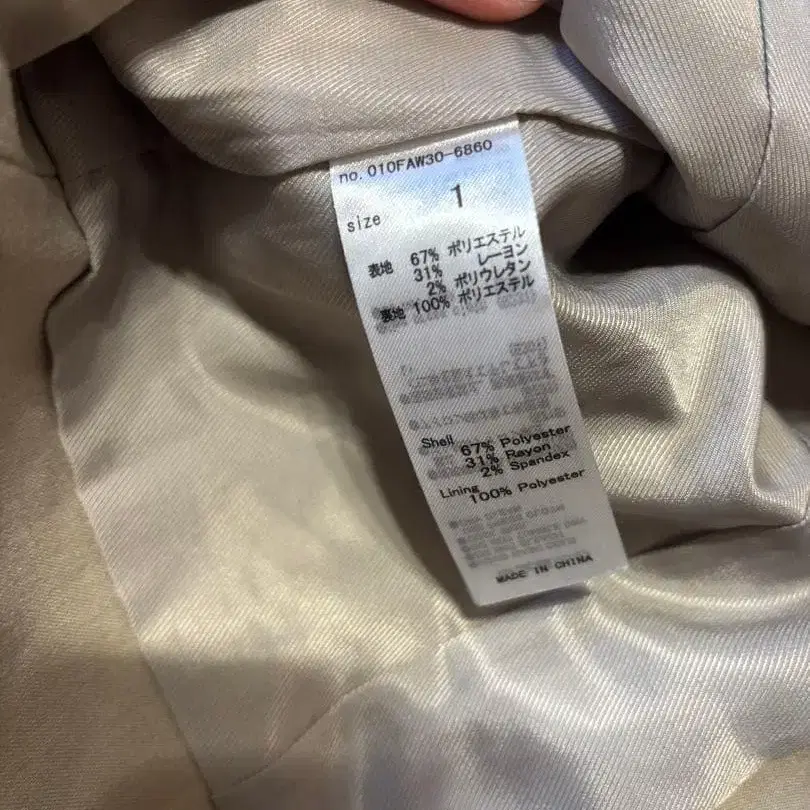 no. 010FAW30-6860
size 1
表地 67% ポリエステル
31% レーヨン
2% ポリウレタン
裏地 100% ポリエステル
Shell 67% Polyester
31% Rayon
2% Spandex
Lining 100% Polyester
MADE IN CHINA